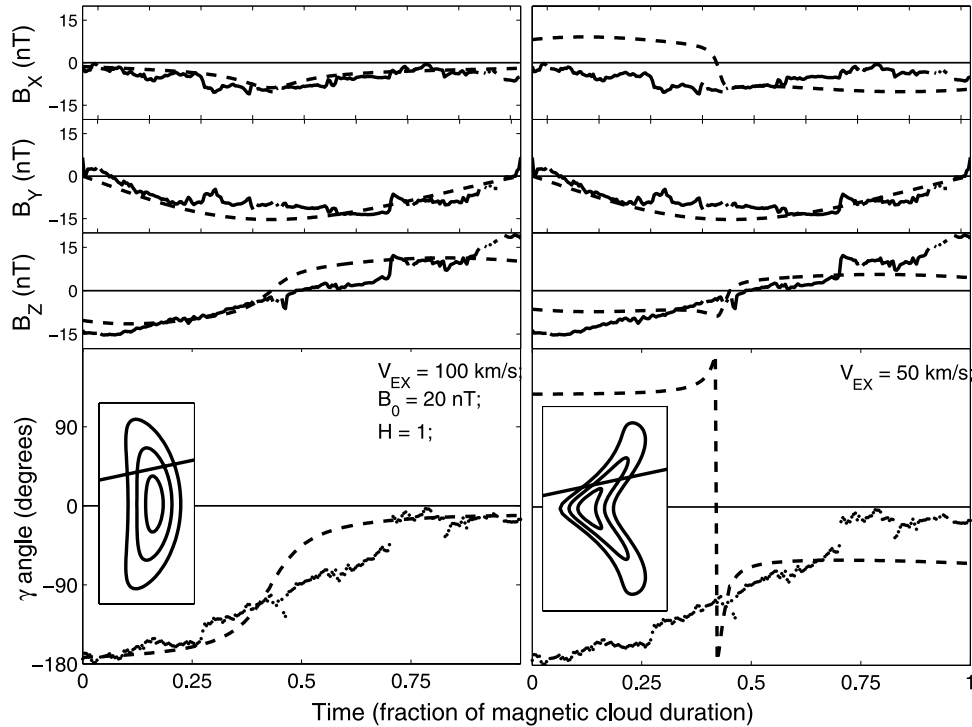 B_X (nT)
15
0
−15
B_Y (nT)
15
0
−15
B_Z (nT)
15
0
−15
γ angle (degrees)
90
0
−90
−180
V_EX = 100 km/s;
B_0 = 20 nT;
H = 1;
V_EX = 50 km/s;
0 0.25 0.5 0.75 0 0.25 0.5 0.75 1
Time (fraction of magnetic cloud duration)